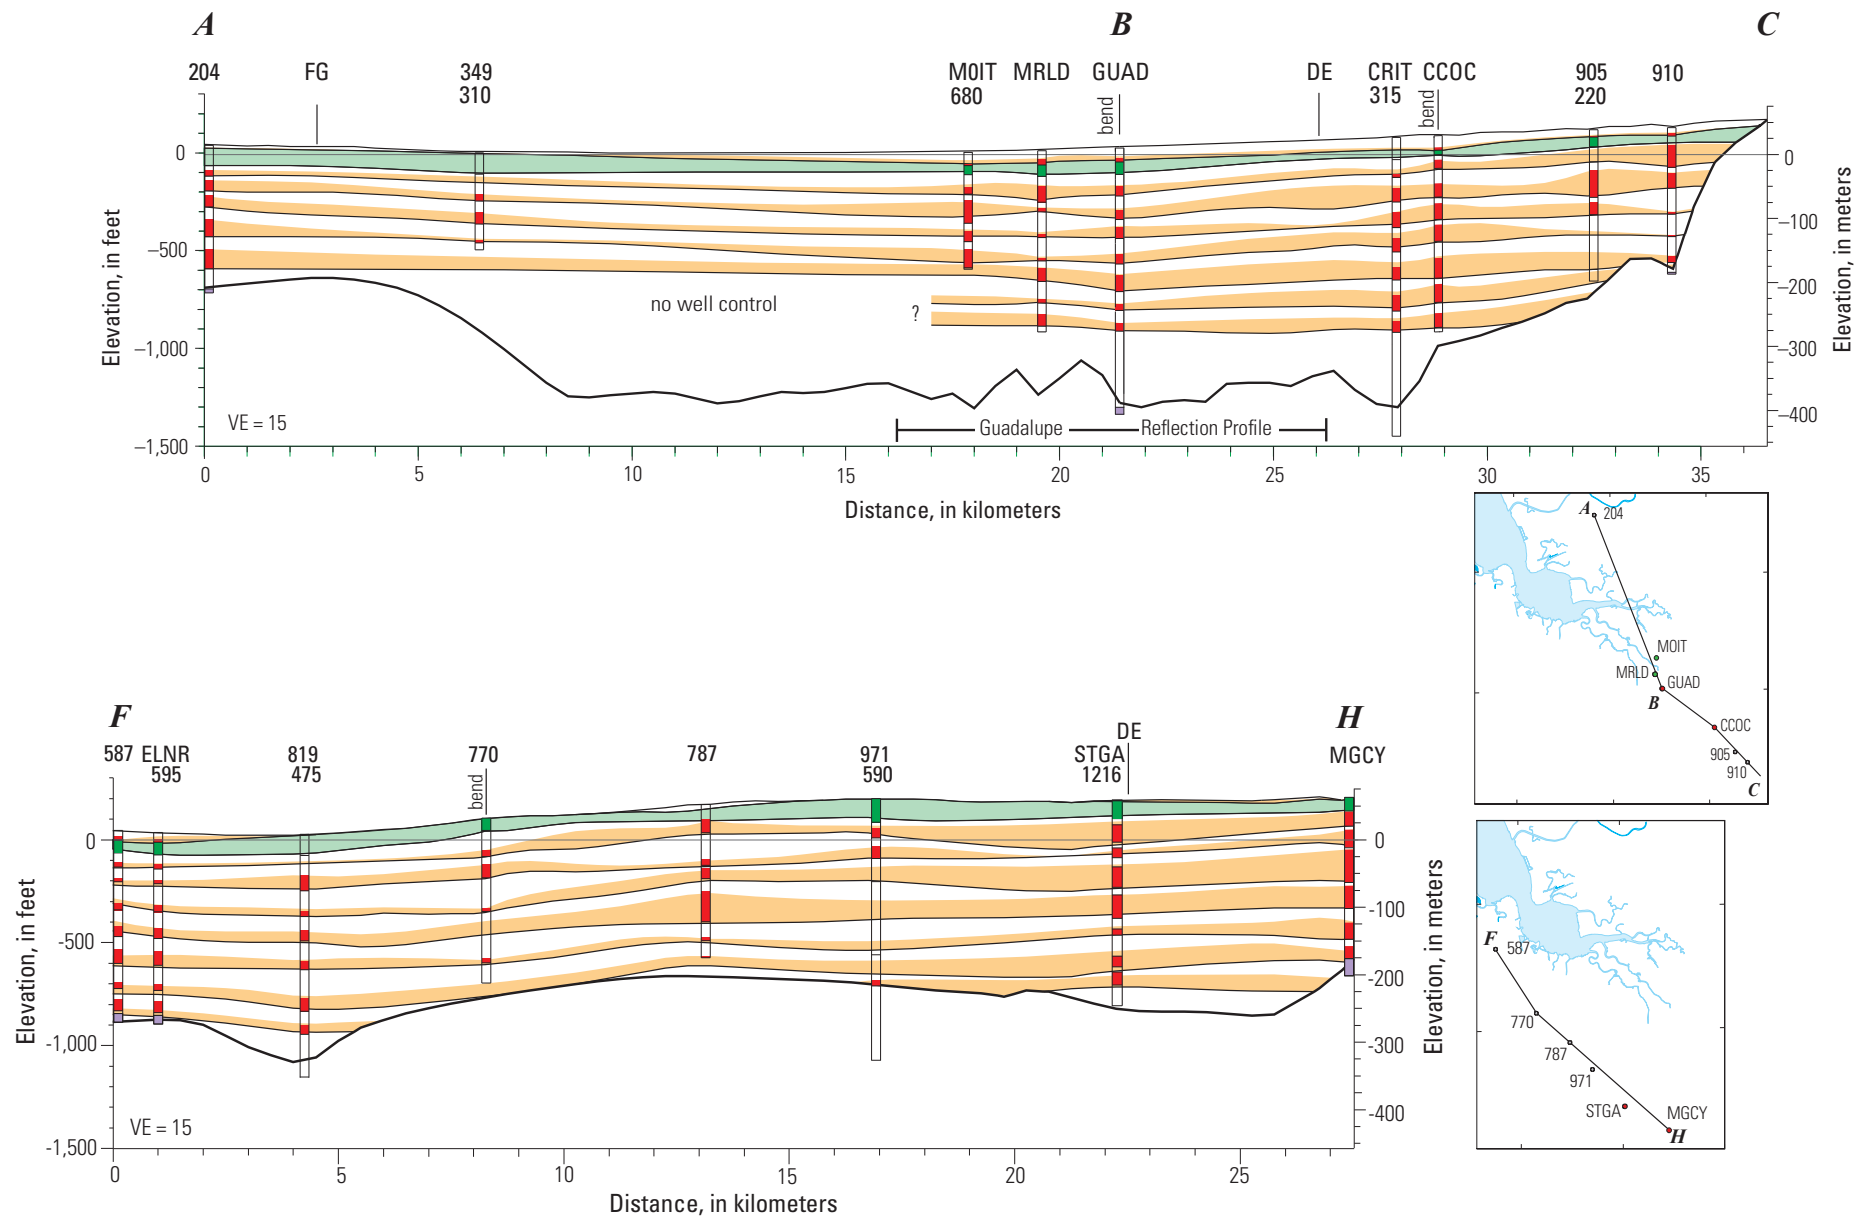 A B C
204 FG 349 M0IT MRLD GUAD DE CRIT CCOC 905 910
310 680 315 220
bend
bend
0
–500
–1,000
–1,500
Elevation, in feet
0
–100
–200
–300
–400
Elevation, in meters
no well control
?
VE = 15
Guadalupe Reflection Profile
0 5 10 15 20 25 30 35
Distance, in kilometers
A 204
M0IT
MRLD
GUAD
B
CCOC
905
910
C
F H
587 ELNR 819 770 787 971 STGA DE MGCY
595 475 590 1216
bend
0
-500
-1,000
-1,500
Elevation, in feet
0
-100
-200
-300
-400
Elevation, in meters
VE = 15
0 5 10 15 20 25
Distance, in kilometers
F 587
770
787
971
STGA
MGCY
H